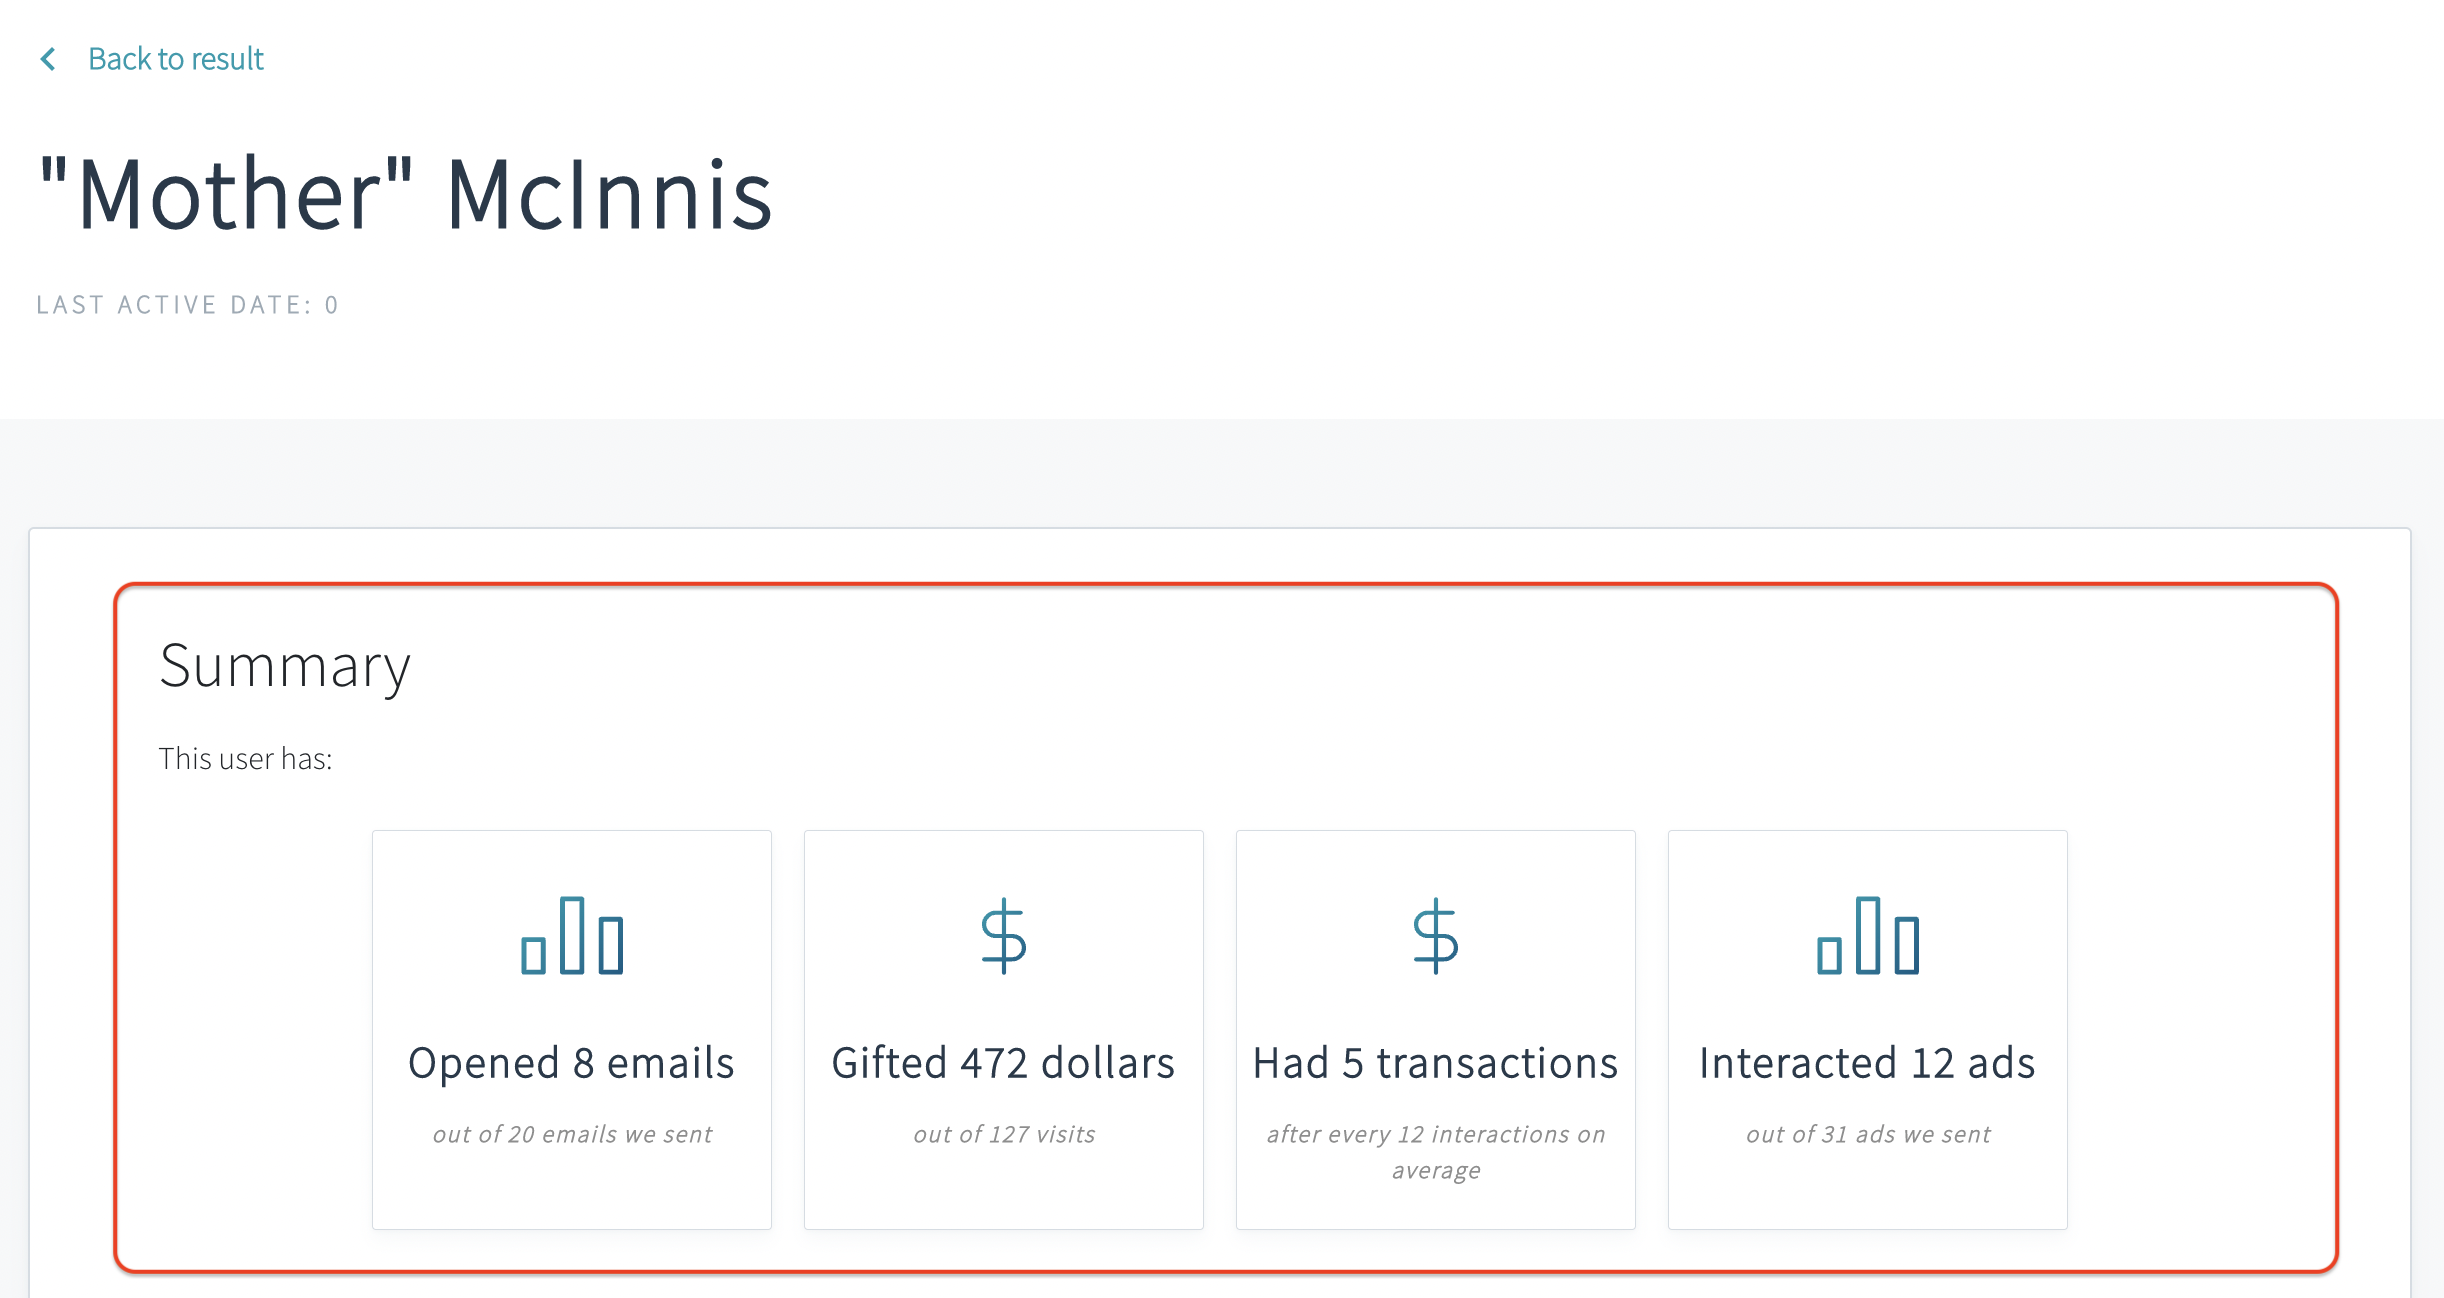 Back to result
"Mother" McInnis
LAST ACTIVE DATE: 0
Summary
This user has:
Opened 8 emails
out of 20 emails we sent
Gifted 472 dollars
out of 127 visits
Had 5 transactions
after every 12 interactions on
average
Interacted 12 ads
out of 31 ads we sent